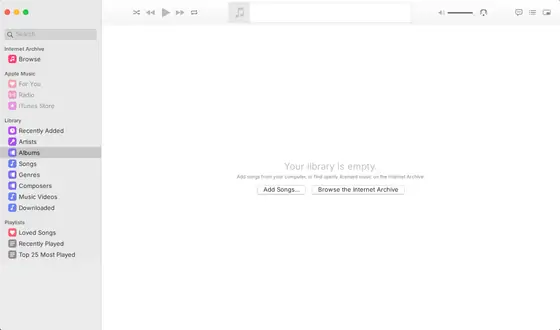 Search
Internet Archive
Browse
Apple Music
For You
Radio
iTunes Store
Library
Recently Added
Artists
Albums
Songs
Genres
Composers
Music Videos
Downloaded
Playlists
Loved Songs
Recently Played
Top 25 Most Played
Your library is empty.
Add songs from your computer, or find openly licensed music on the Internet Archive
Add Songs...
Browse the Internet Archive